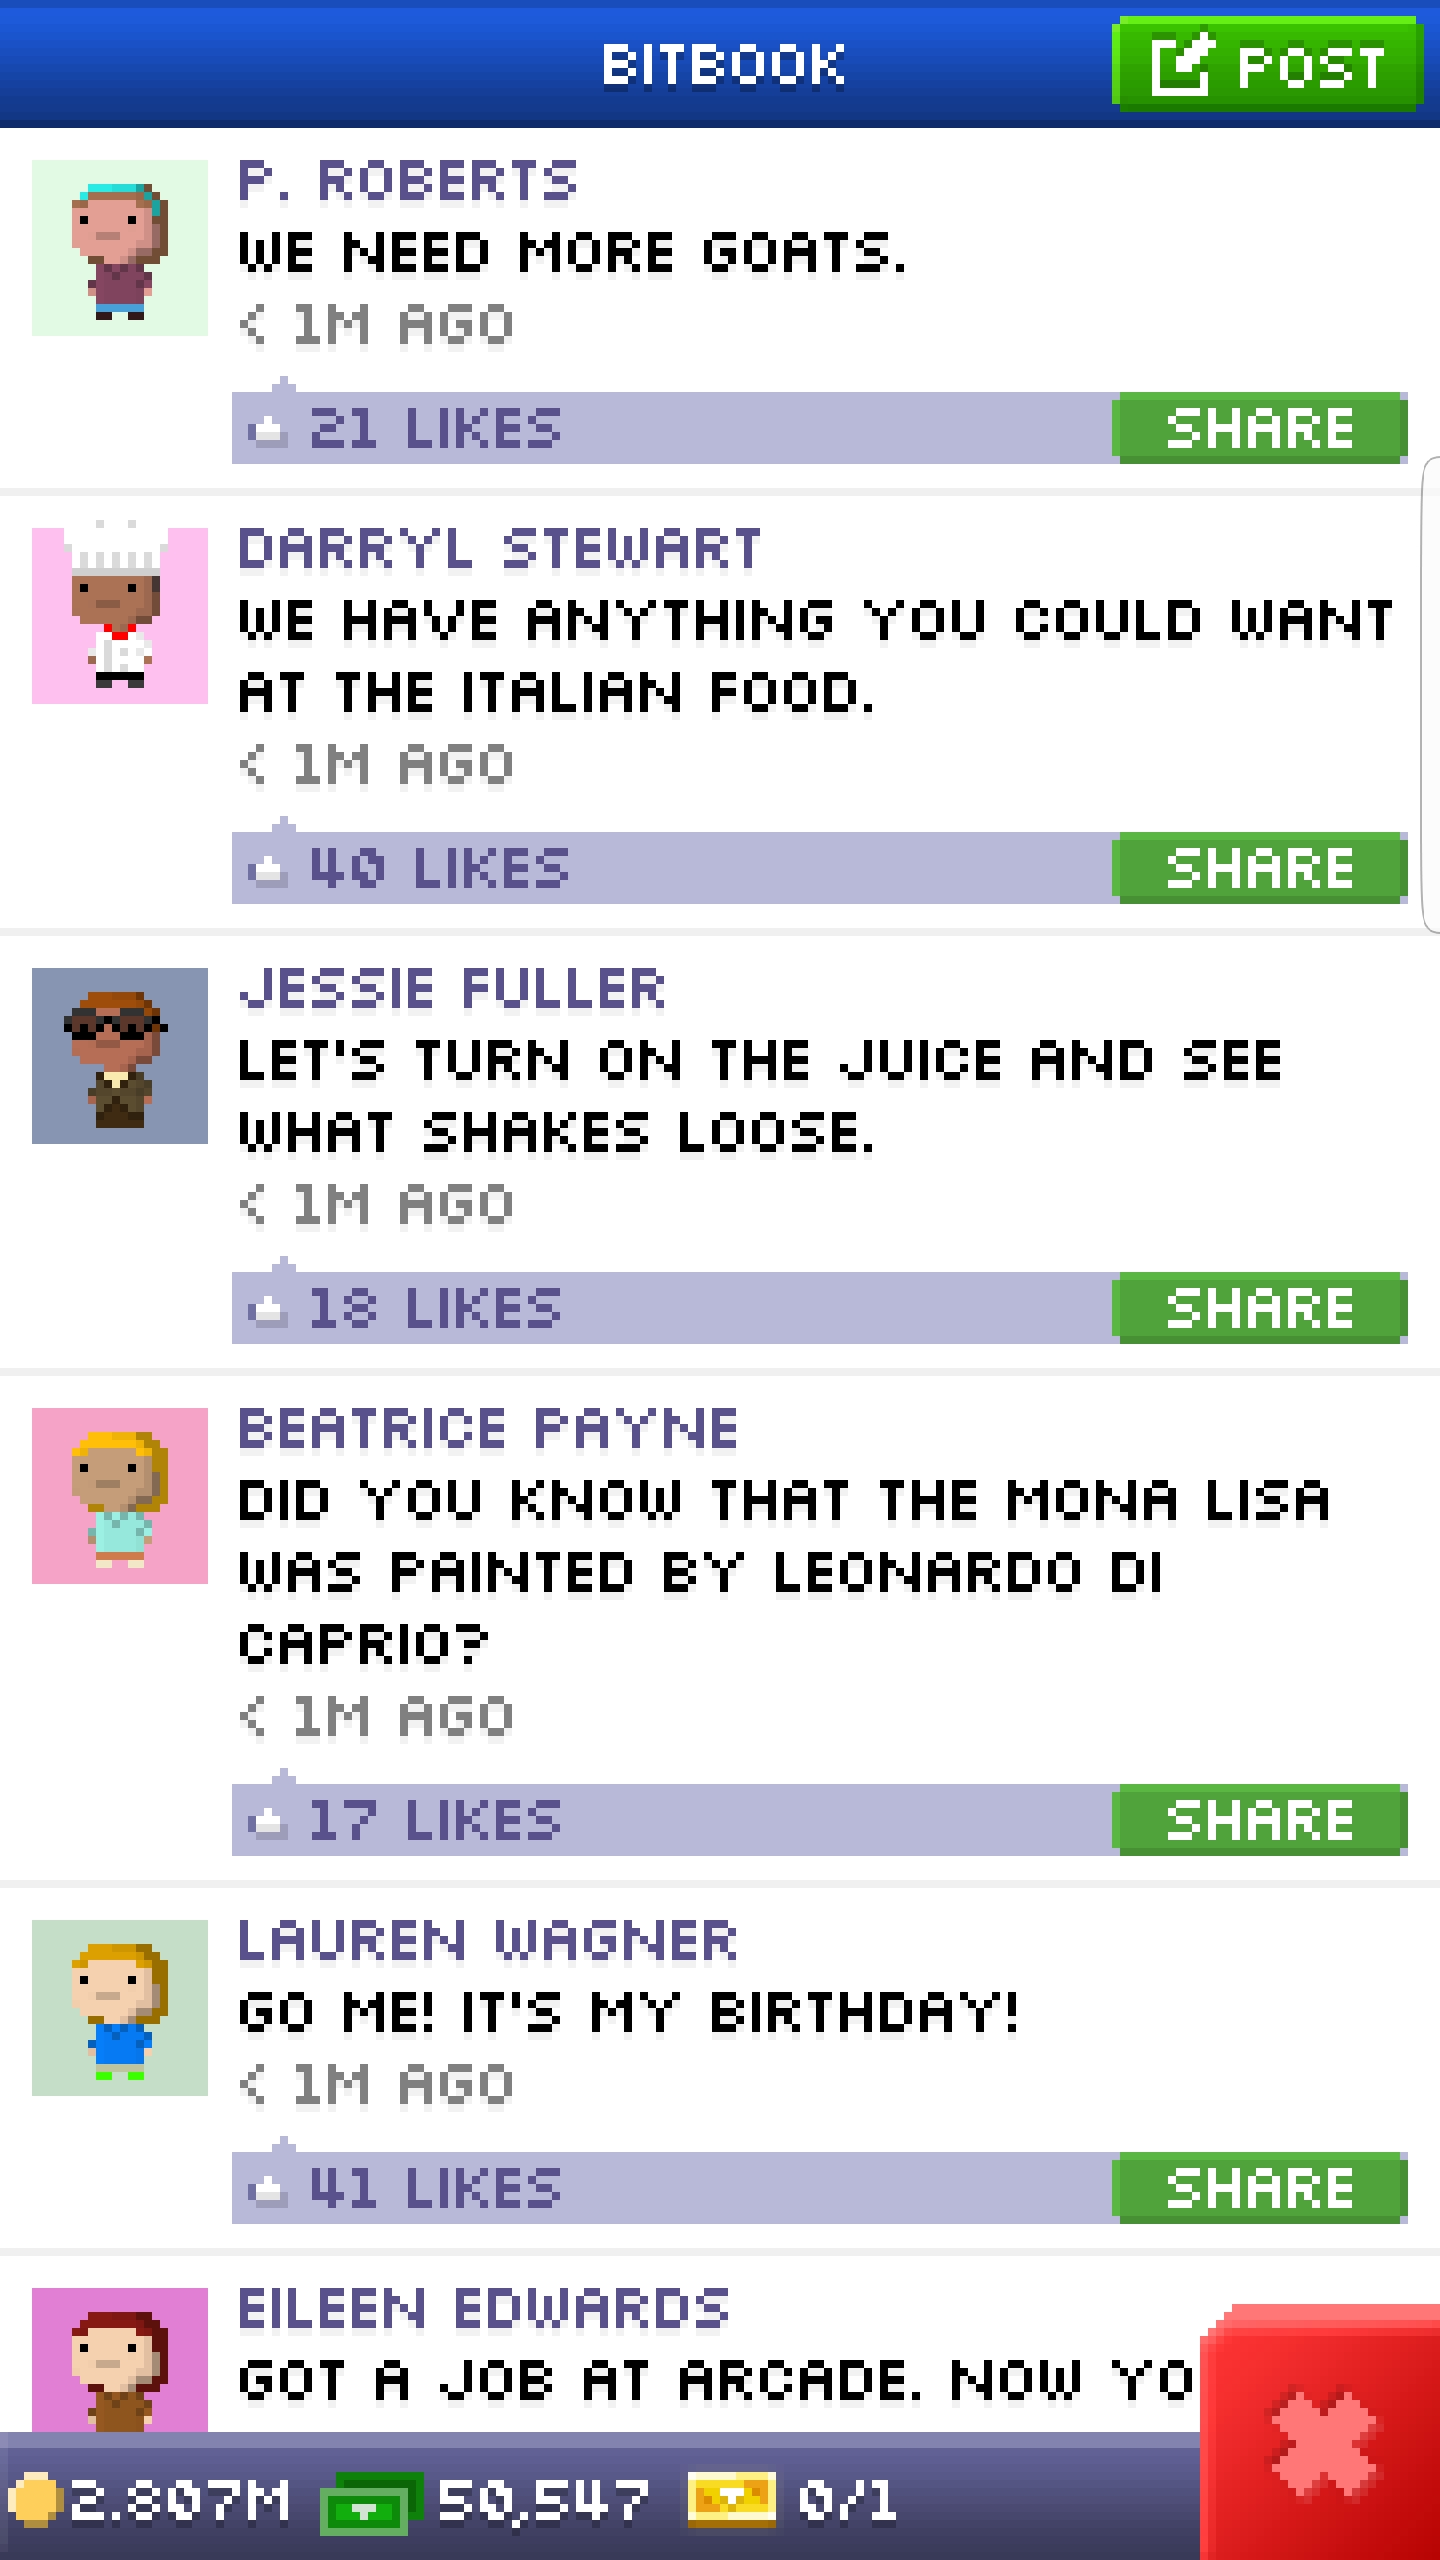 BITBOOK
POST
P. ROBERTS
WE NEED MORE GOATS.
< 1M AGO
21 LIKES
SHARE
DARRYL STEWART
WE HAVE ANYTHING YOU COULD WANT
AT THE ITALIAN FOOD.
< 1M AGO
40 LIKES
SHARE
JESSIE FULLER
LET'S TURN ON THE JUICE AND SEE
WHAT SHAKES LOOSE.
< 1M AGO
18 LIKES
SHARE
BEATRICE PAYNE
DID YOU KNOW THAT THE MONA LISA
WAS PAINTED BY LEONARDO DI
CAPRIO?
< 1M AGO
17 LIKES
SHARE
LAUREN WAGNER
GO ME! IT'S MY BIRTHDAY!
< 1M AGO
41 LIKES
SHARE
EILEEN EDWARDS
GOT A JOB AT ARCADE. NOW YO
2.807M
50,547
0/1